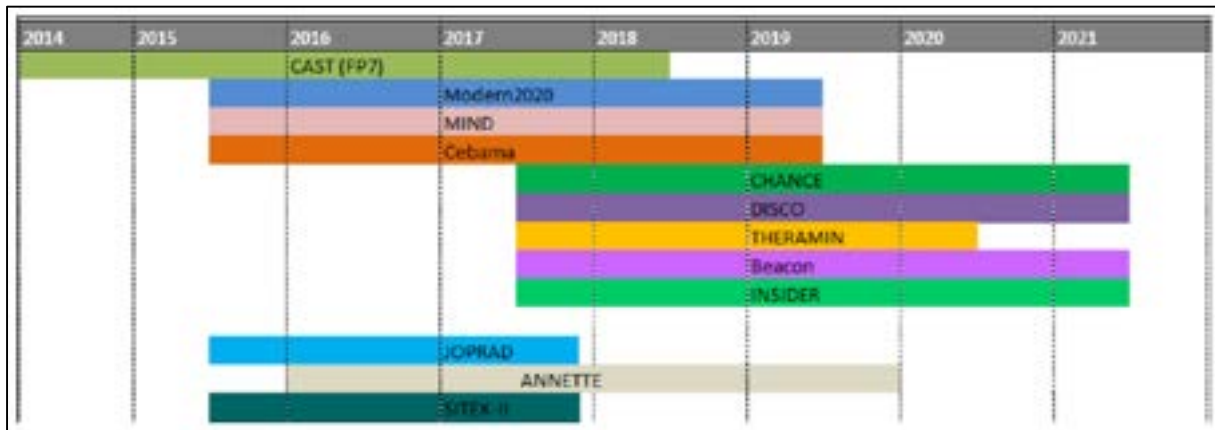 2014 2015 2016 2017 2018 2019 2020 2021
CAST (FP7)
Modern2020
MIND
Cebama
CHANCE
DISCO
THERAMIN
Beacon
INSIDER
JOPRAD
ANNETTE
SITEX-II